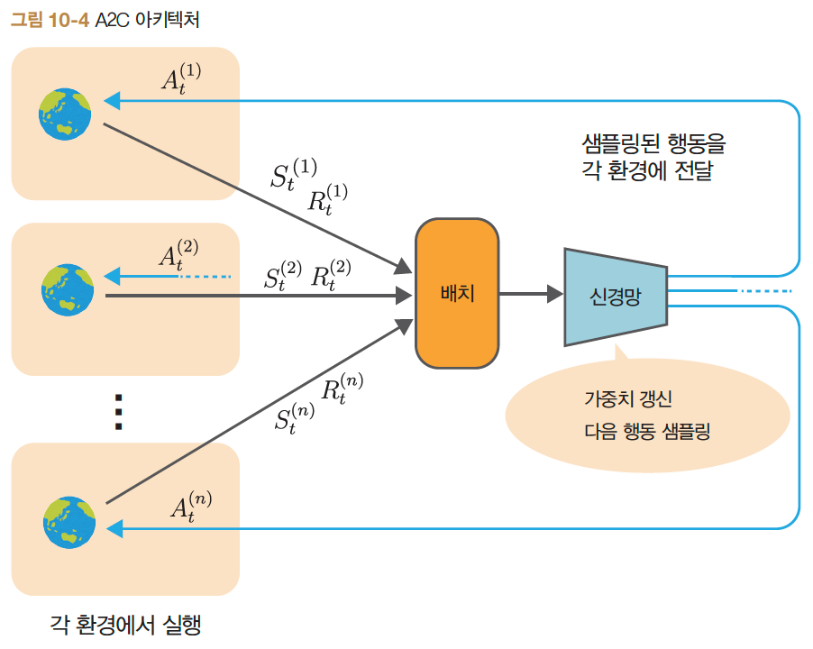 그림 10-4 A2C 아키텍처
A_t^{(1)}
샘플링된 행동을
각 환경에 전달
S_t^{(1)}
R_t^{(1)}
A_t^{(2)}
S_t^{(2)} R_t^{(2)}
배치
신경망
R_t^{(n)}
S_t^{(n)}
가중치 갱신
다음 행동 샘플링
A_t^{(n)}
각 환경에서 실행